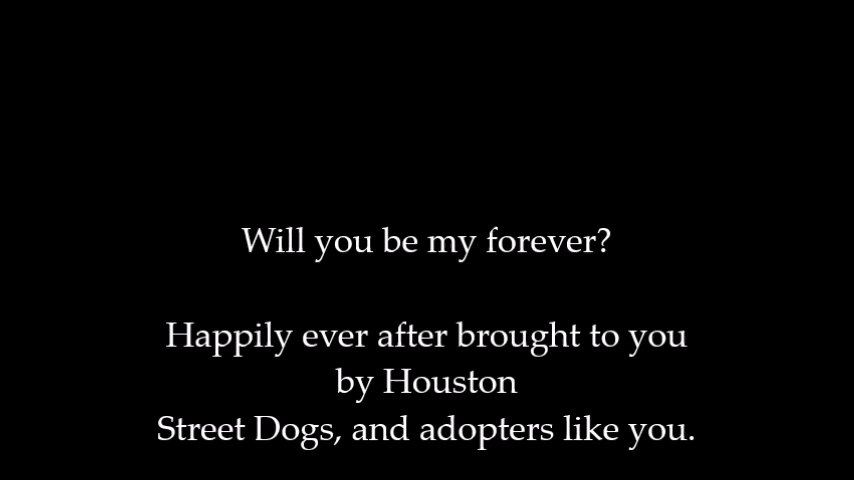 Will you be my forever?
Happily ever after brought to you
by Houston
Street Dogs, and adopters like you.